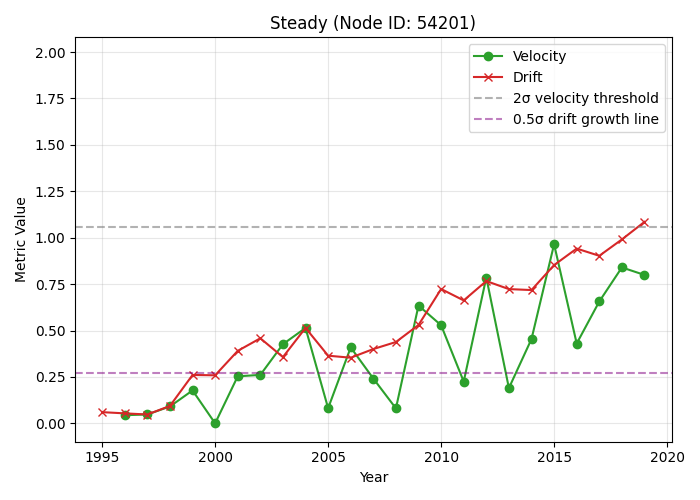 Steady (Node ID: 54201)
Velocity
Drift
2σ velocity threshold
0.5σ drift growth line
Metric Value
2.00
1.75
1.50
1.25
1.00
0.75
0.50
0.25
0.00
1995
2000
2005
2010
2015
2020
Year